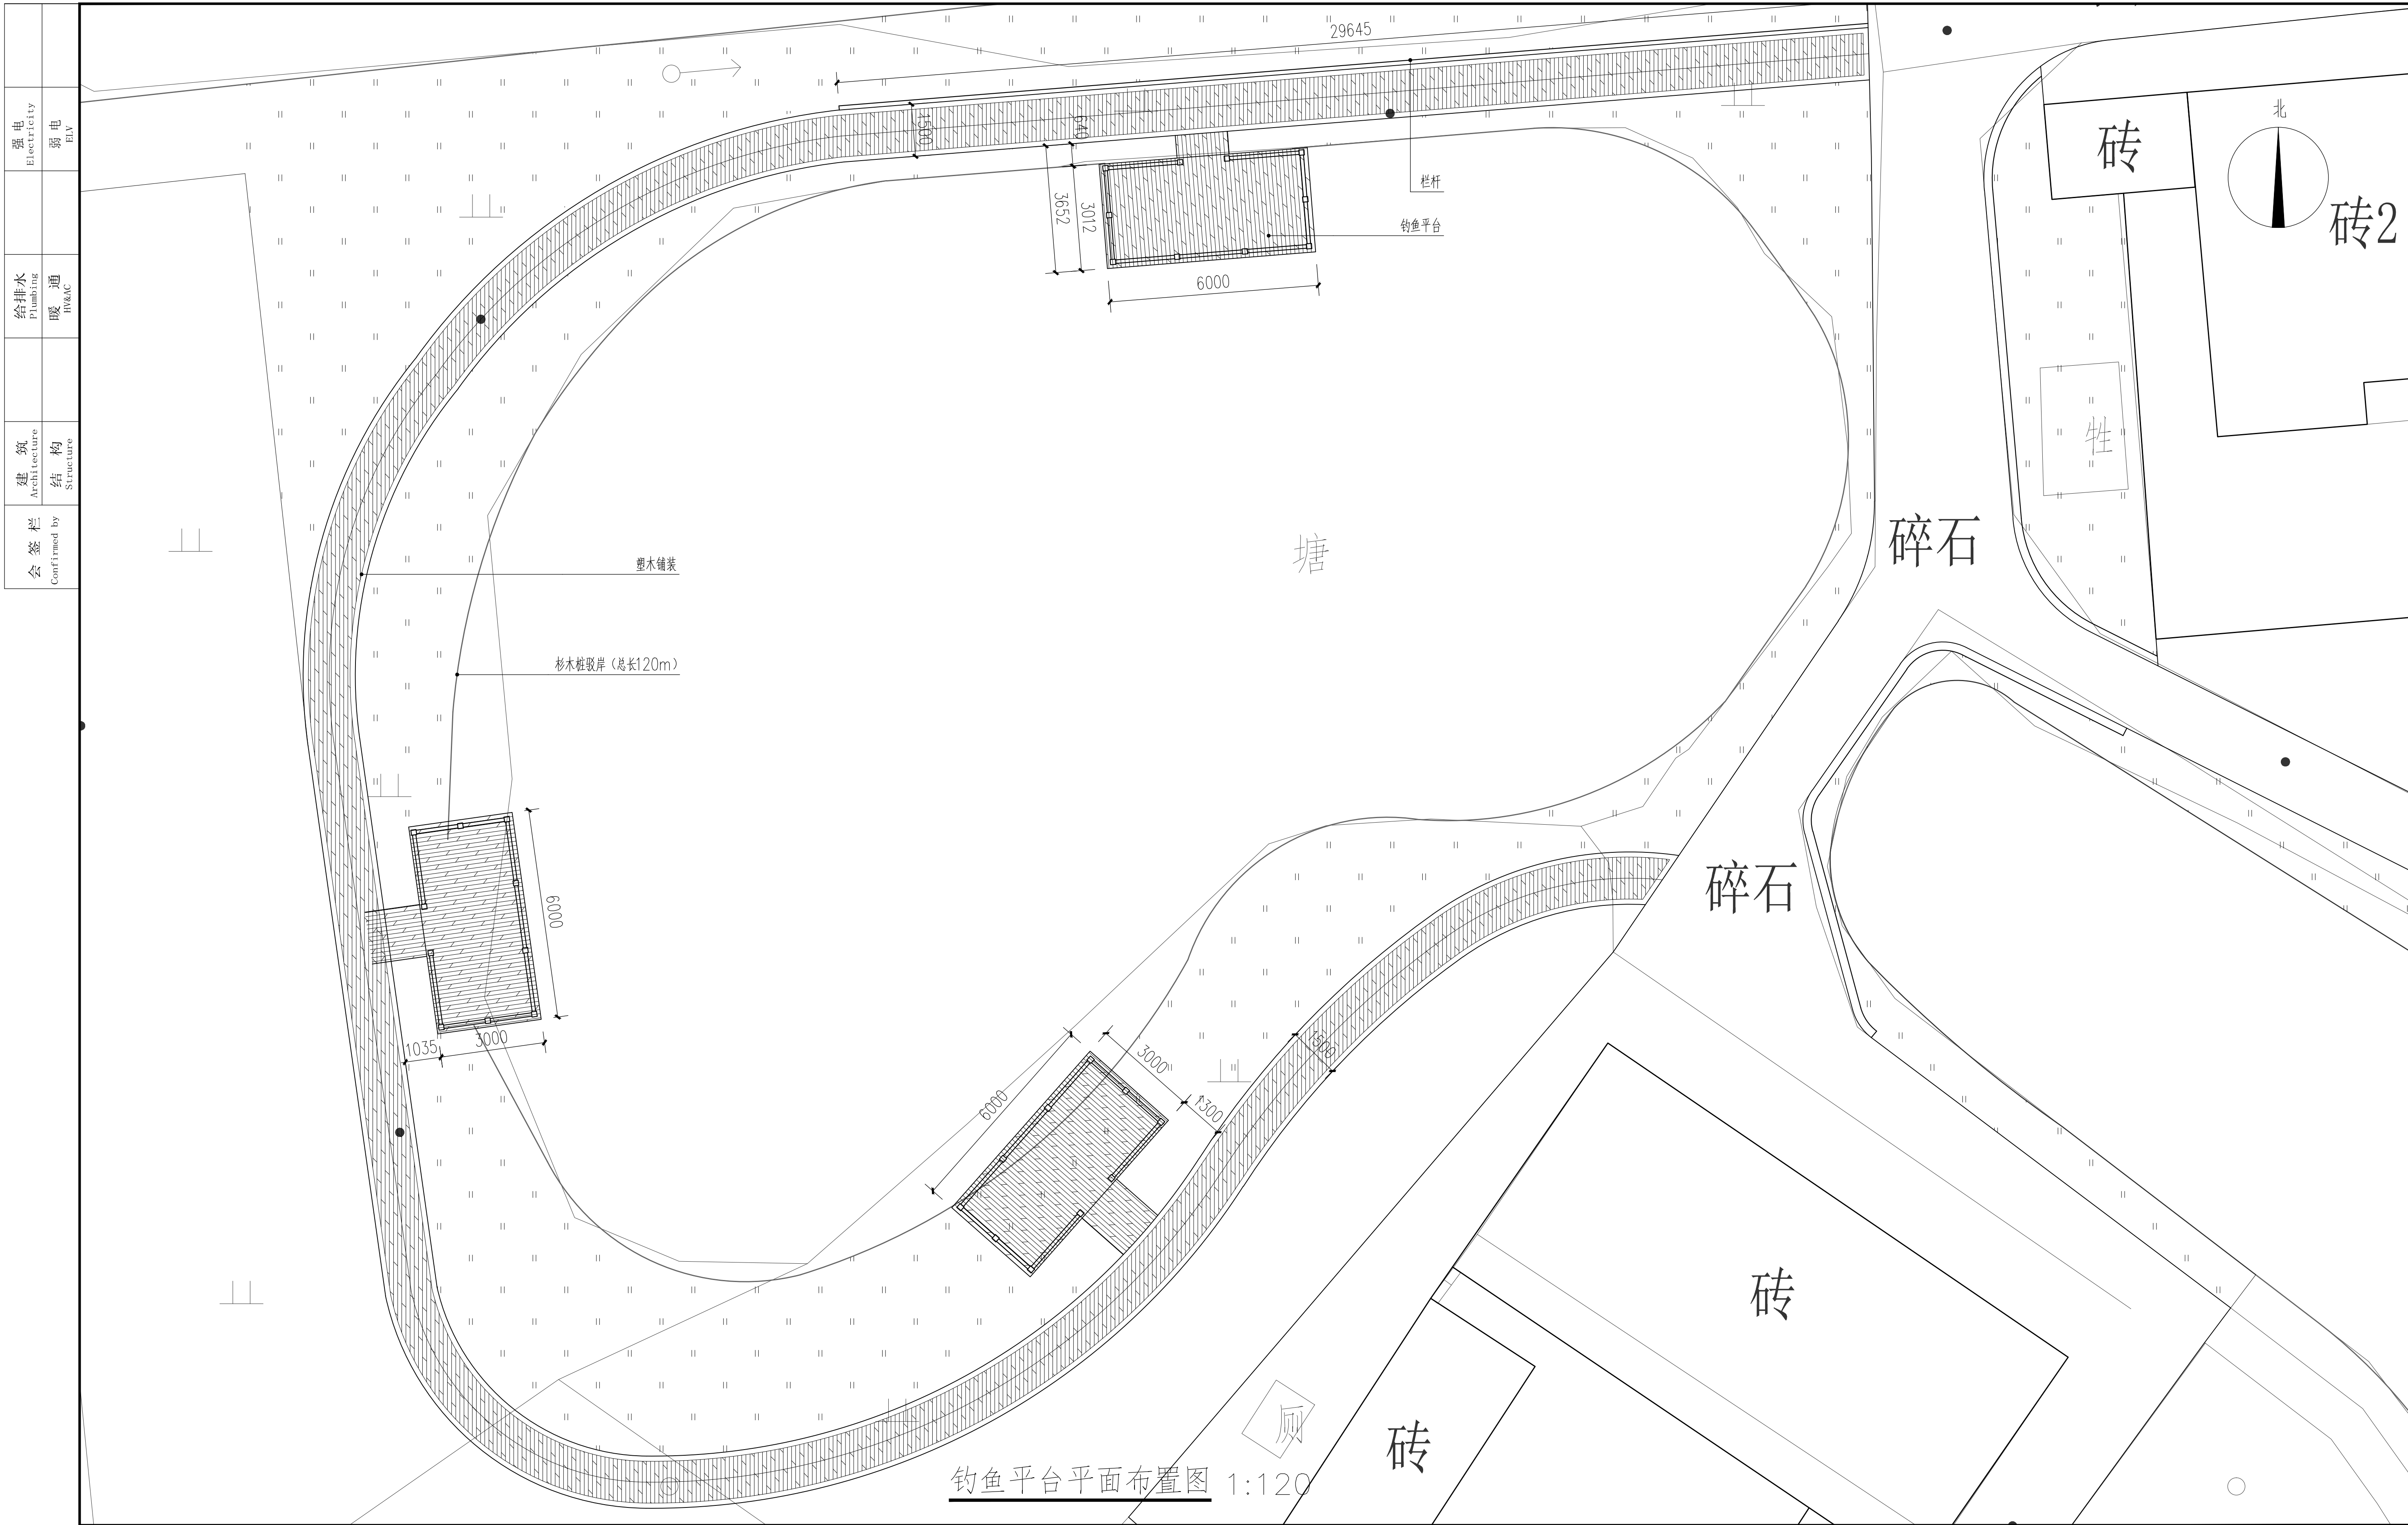 强 电
Electricity
弱 电
ELV
给排水
Plumbing
暖 通
HV&AC
建 筑
Architecture
结 构
Structure
会 签 栏
Confirmed by
29645
1500
640
3652
3012
6000
栏杆
钓鱼平台
北
砖
砖2
牲
碎石
塘
塑木铺装
杉木桩驳岸（总长120m）
碎石
6000
1035
3000
6000
3000
1300
1500
砖
砖
厕
钓鱼平台平面布置图 1:120